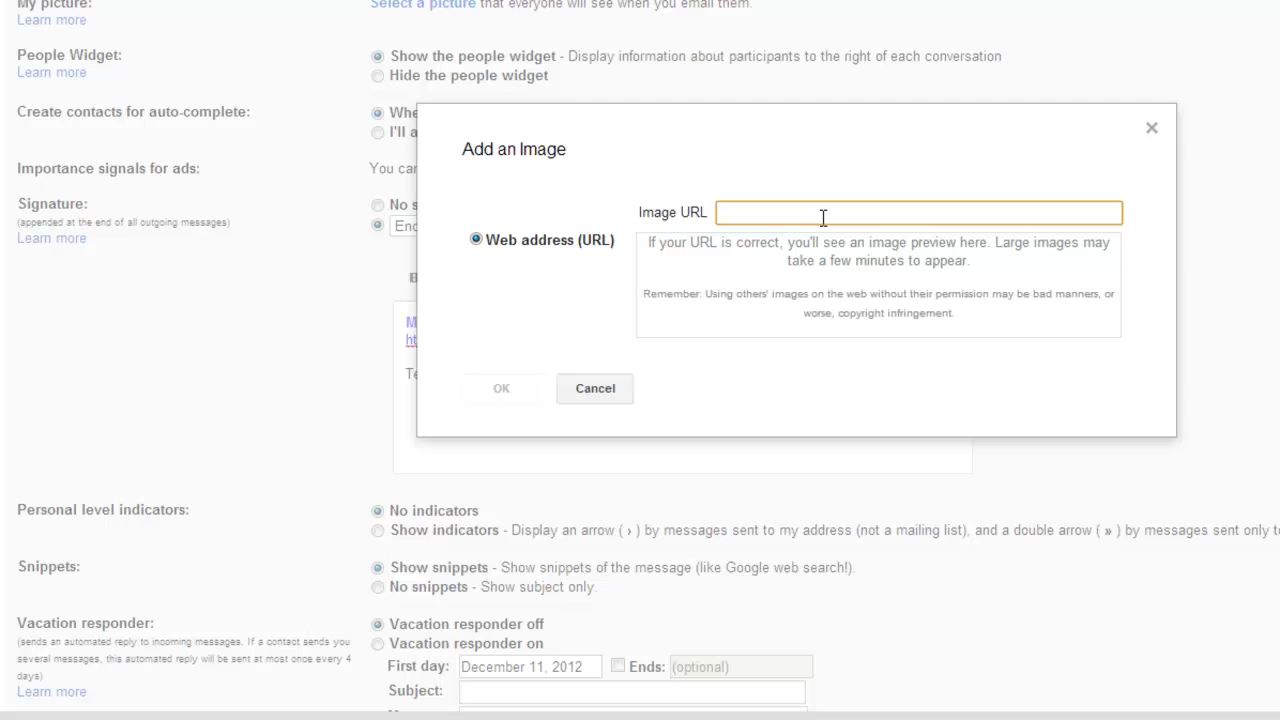 My picture:
Select a picture that everyone will see when you email them.
Learn more
People Widget:
Learn more
Show the people widget - Display information about participants to the right of each conversation
Hide the people widget
Create contacts for auto-complete:
I'll a
Importance signals for ads:
You can
Signature:
(appended at the end of all outgoing messages)
Learn more
No s
Add an Image
Image URL
Web address (URL)
If your URL is correct, you'll see an image preview here. Large images may
take a few minutes to appear.
Remember: Using others' images on the web without their permission may be bad manners, or
worse, copyright infringement.
OK
Cancel
Personal level indicators:
No indicators
Show indicators - Display an arrow ( › ) by messages sent to my address (not a mailing list), and a double arrow ( » ) by messages sent only to
Snippets:
Show snippets - Show snippets of the message (like Google web search!).
No snippets - Show subject only.
Vacation responder:
(sends an automated reply to incoming messages. If a contact sends you
several messages, this automated reply will be sent at most once every 4
days)
Learn more
Vacation responder off
Vacation responder on
First day: December 11, 2012 Ends: (optional)
Subject: